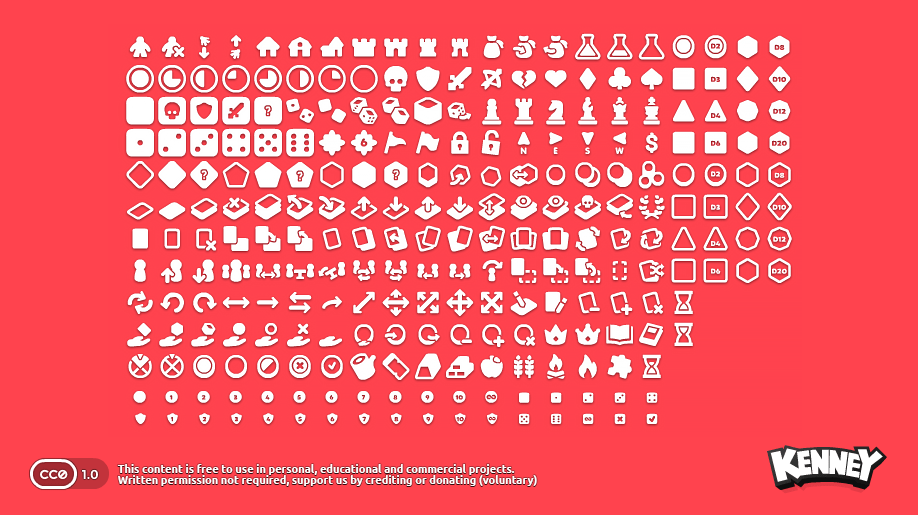 D2 D8
D3 D10
? D4 D12
N E S W $ D6 D20
? ? ? D2 D8
D3 D10
D4 D12
D6 D20
1 2 3 4 5 6 7 8 9 10
1 2 3 4 5 6 7 8 9 10
CC0 1.0
This content is free to use in personal, educational and commercial projects.
Written permission not required, support us by crediting or donating (voluntary)
KENNEY